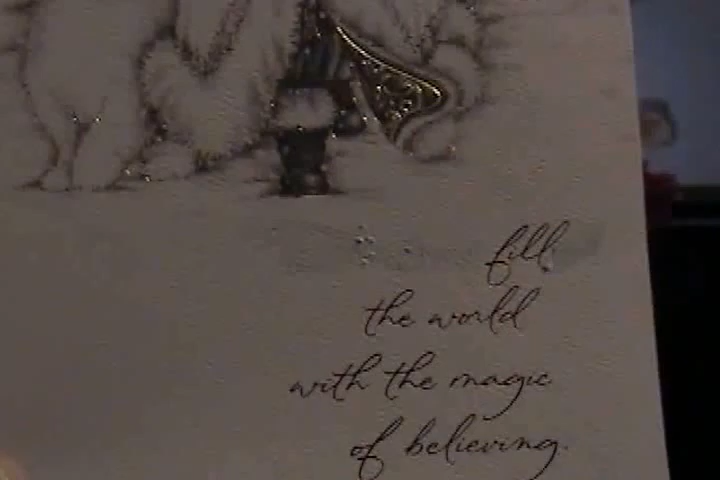 fill
the world
with the magic
of believing.